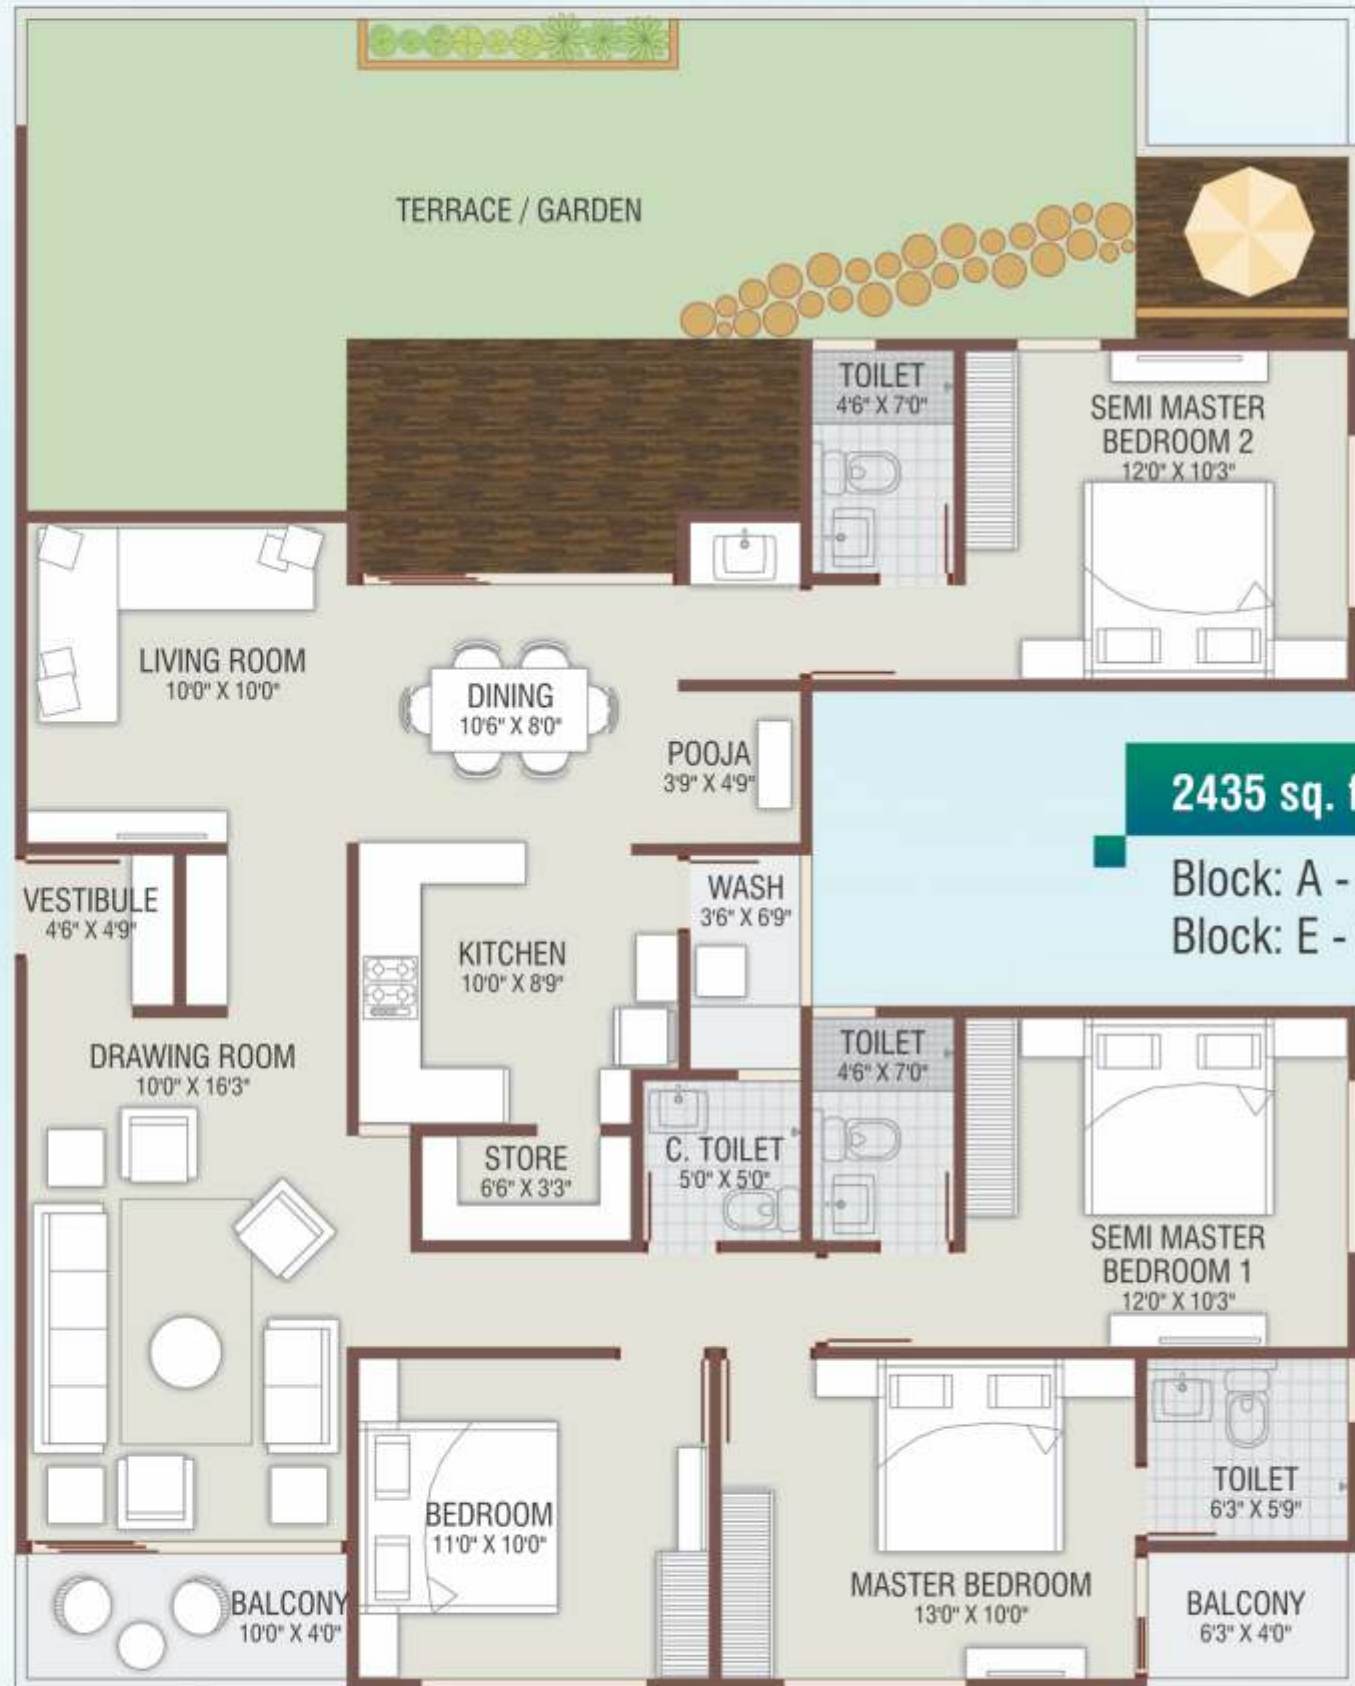 TERRACE / GARDEN
TOILET
4'6" X 7'0"
SEMI MASTER
BEDROOM 2
12'0" X 10'3"
LIVING ROOM
10'0" X 10'0"
DINING
10'6" X 8'0"
POOJA
3'9" X 4'9"
2435 sq. f
Block: A -
Block: E -
VESTIBULE
4'6" X 4'9"
WASH
3'6" X 6'9"
KITCHEN
10'0" X 8'9"
DRAWING ROOM
10'0" X 16'3"
TOILET
4'6" X 7'0"
STORE
6'6" X 3'3"
C. TOILET
5'0" X 5'0"
SEMI MASTER
BEDROOM 1
12'0" X 10'3"
BEDROOM
11'0" X 10'0"
TOILET
6'3" X 5'9"
MASTER BEDROOM
13'0" X 10'0"
BALCONY
10'0" X 4'0"
BALCONY
6'3" X 4'0"